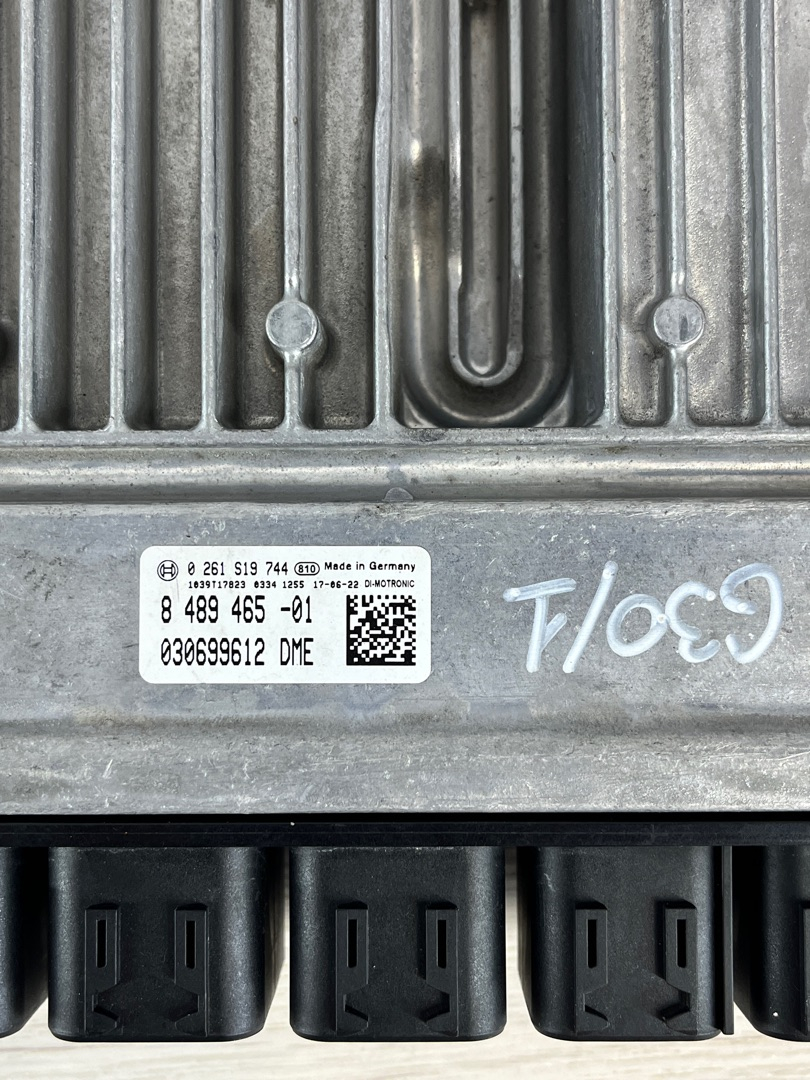 0 261 S19 744 810 Made in Germany
1039T17823 0334 1255 17-06-22 DI-MOTRONIC
8 489 465 -01
030699612 DME
G30/1